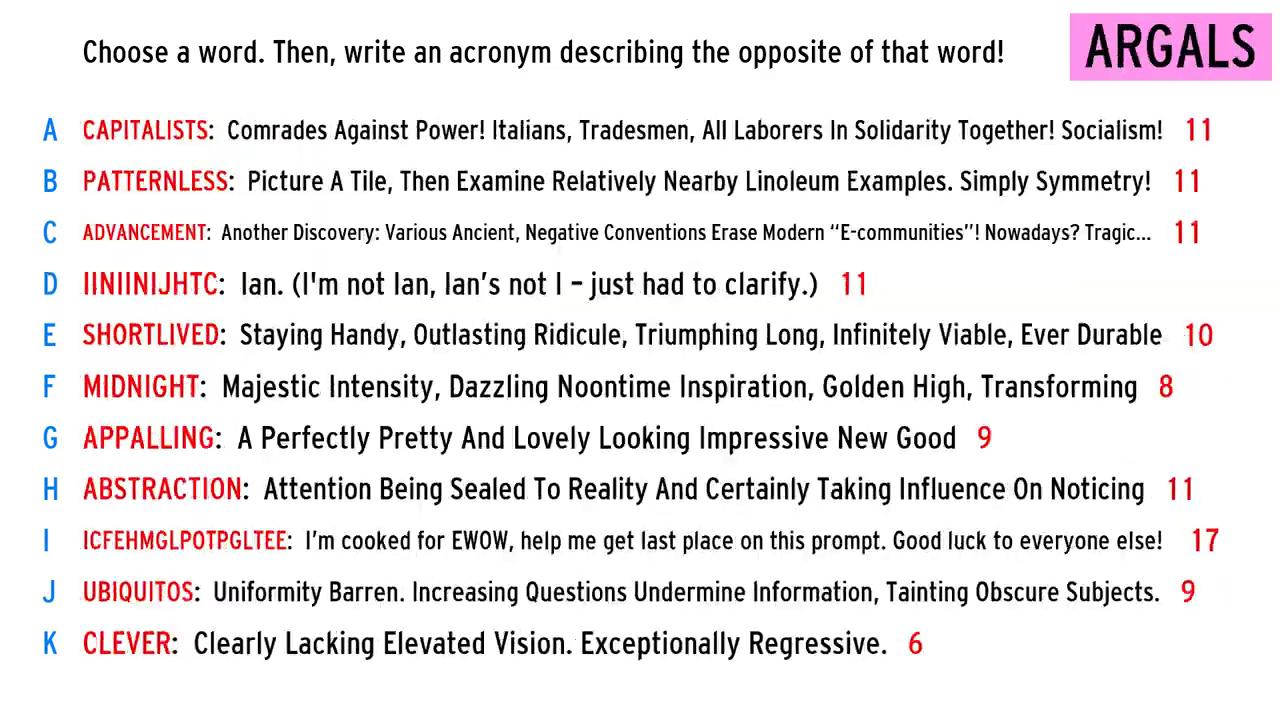 Choose a word. Then, write an acronym describing the opposite of that word!
ARGALS
A CAPITALISTS: Comrades Against Power! Italians, Tradesmen, All Laborers In Solidarity Together! Socialism! 11
B PATTERNLESS: Picture A Tile, Then Examine Relatively Nearby Linoleum Examples. Simply Symmetry! 11
C ADVANCEMENT: Another Discovery: Various Ancient, Negative Conventions Erase Modern “E-communities”! Nowadays? Tragic... 11
D IINIINIJHTC: Ian. (I'm not Ian, Ian’s not I – just had to clarify.) 11
E SHORTLIVED: Staying Handy, Outlasting Ridicule, Triumphing Long, Infinitely Viable, Ever Durable 10
F MIDNIGHT: Majestic Intensity, Dazzling Noontime Inspiration, Golden High, Transforming 8
G APPALLING: A Perfectly Pretty And Lovely Looking Impressive New Good 9
H ABSTRACTION: Attention Being Sealed To Reality And Certainly Taking Influence On Noticing 11
I ICFEHMGLPOTPGLTEE: I’m cooked for EWOW, help me get last place on this prompt. Good luck to everyone else! 17
J UBIQUITOS: Uniformity Barren. Increasing Questions Undermine Information, Tainting Obscure Subjects. 9
K CLEVER: Clearly Lacking Elevated Vision. Exceptionally Regressive. 6